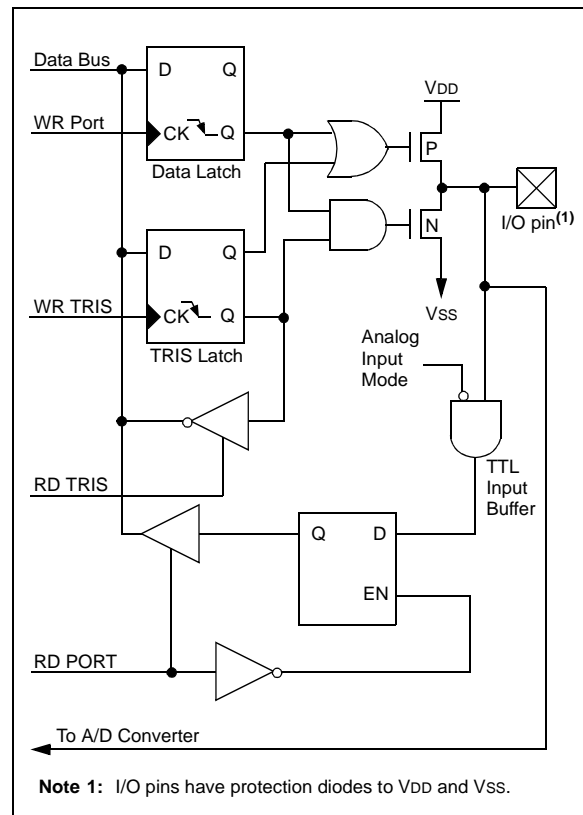 Data Bus
D Q
VDD
WR Port
CK Q
P
Data Latch
I/O pin(1)
N
D Q
VSS
WR TRIS
CK Q
TRIS Latch
Analog
Input
Mode
TTL
Input
Buffer
RD TRIS
Q D
EN
RD PORT
To A/D Converter
Note 1: I/O pins have protection diodes to VDD and VSS.